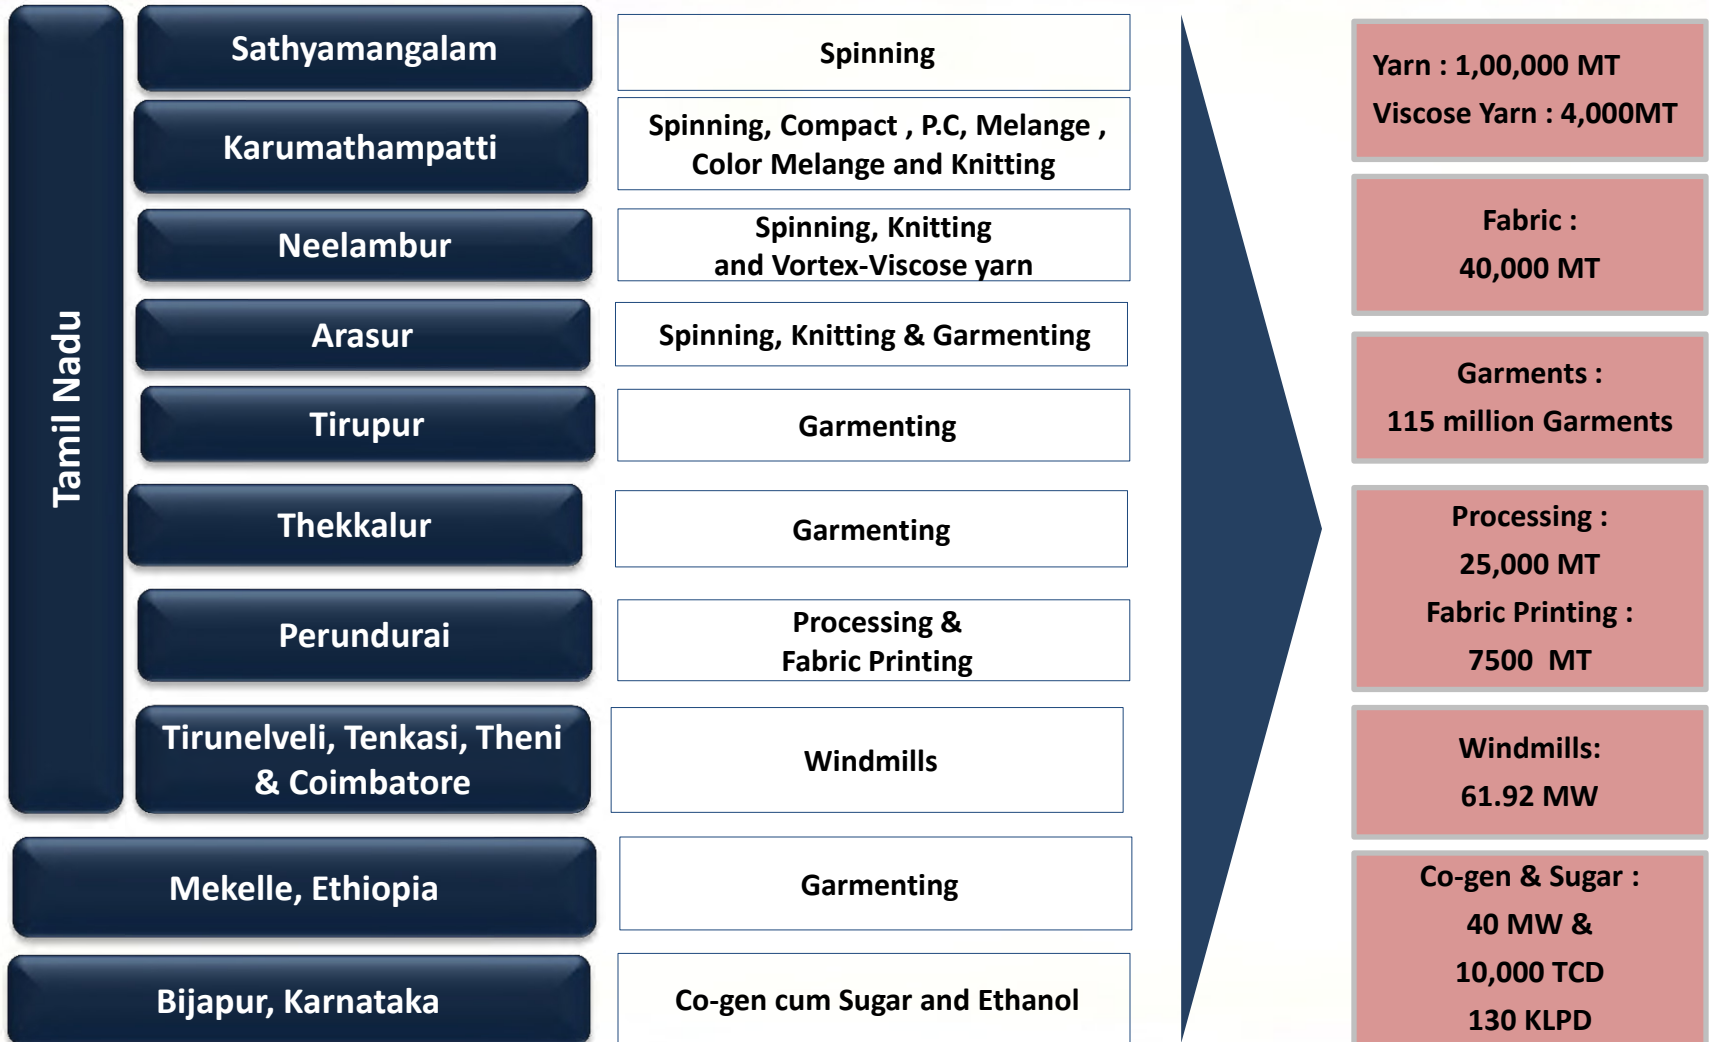 Tamil Nadu
Sathyamangalam
Spinning
Karumathampatti
Spinning, Compact , P.C, Melange ,
Color Melange and Knitting
Neelambur
Spinning, Knitting
and Vortex-Viscose yarn
Arasur
Spinning, Knitting & Garmenting
Tirupur
Garmenting
Thekkalur
Garmenting
Perundurai
Processing &
Fabric Printing
Tirunelveli, Tenkasi, Theni
& Coimbatore
Windmills
Mekelle, Ethiopia
Garmenting
Bijapur, Karnataka
Co-gen cum Sugar and Ethanol
Yarn : 1,00,000 MT
Viscose Yarn : 4,000MT
Fabric :
40,000 MT
Garments :
115 million Garments
Processing :
25,000 MT
Fabric Printing :
7500 MT
Windmills:
61.92 MW
Co-gen & Sugar :
40 MW &
10,000 TCD
130 KLPD